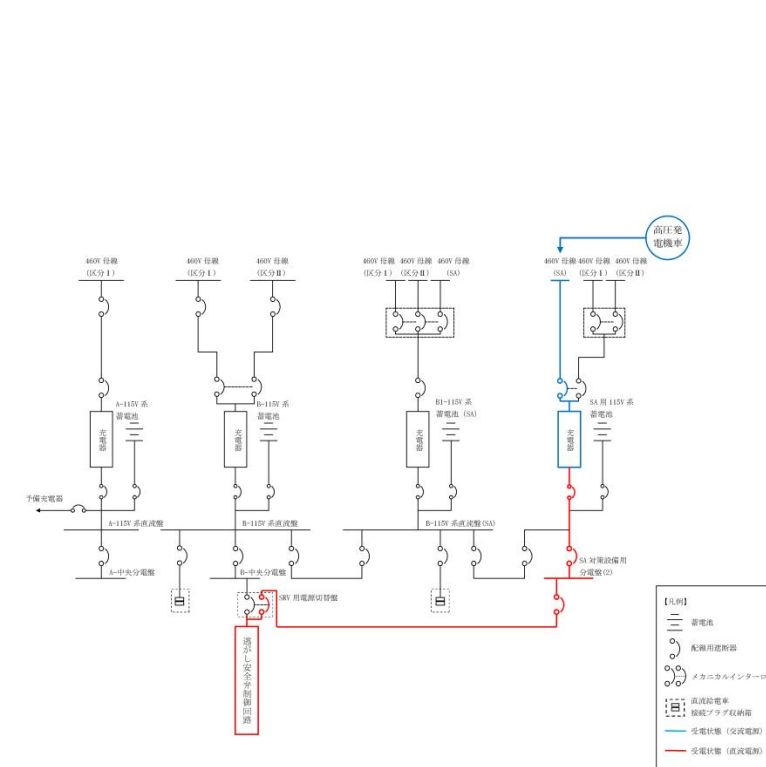 高圧発
電機車
460V 母線
(区分Ⅰ)
460V 母線
(区分Ⅰ)
460V 母線
(区分Ⅱ)
460V 母線
(区分Ⅰ)
460V 母線
(区分Ⅱ)
460V 母線
(SA)
460V 母線
(SA)
460V 母線
(区分Ⅰ)
460V 母線
(区分Ⅱ)
A-115V 系
蓄電池
B-115V 系
蓄電池
B1-115V 系
蓄電池 (SA)
SA 用 115V 系
蓄電池
充電器
充電器
充電器
充電器
予備充電器
A-115V 系直流盤
B-115V 系直流盤
B-115V 系直流盤(SA)
A-中央分電盤
B-中央分電盤
SA 対策設備用
分電盤(2)
SRV 用電源切替盤
逃がし安全弁制御回路
【凡例】
蓄電池
配線用遮断器
メカニカルインターロ
直流給電車
接続プラグ収納箱
受電状態 (交流電源)
受電状態 (直流電源)